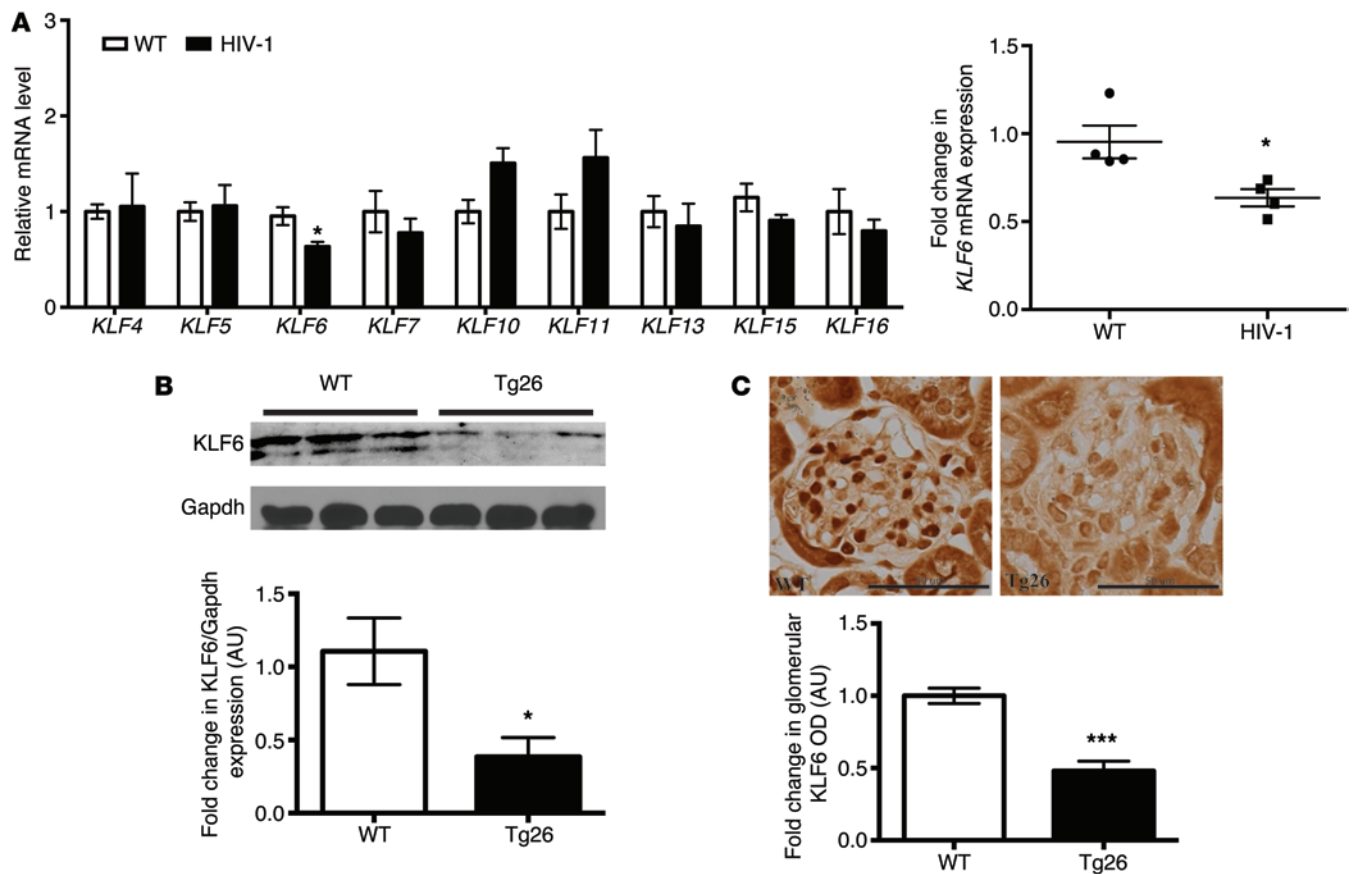 A
3
2
1
0
Relative mRNA level
WT HIV-1
*
KLF4 KLF5 KLF6 KLF7 KLF10 KLF11 KLF13 KLF15 KLF16
1.5
1.0
0.5
0.0
Fold change in
KLF6 mRNA expression
*
WT HIV-1
B
WT Tg26
KLF6
Gapdh
1.5
1.0
0.5
0.0
Fold change in KLF6/Gapdh
expression (AU)
*
WT Tg26
C
WT Tg26
1.5
1.0
0.5
0.0
Fold change in glomerular
KLF6 OD (AU)
***
WT Tg26